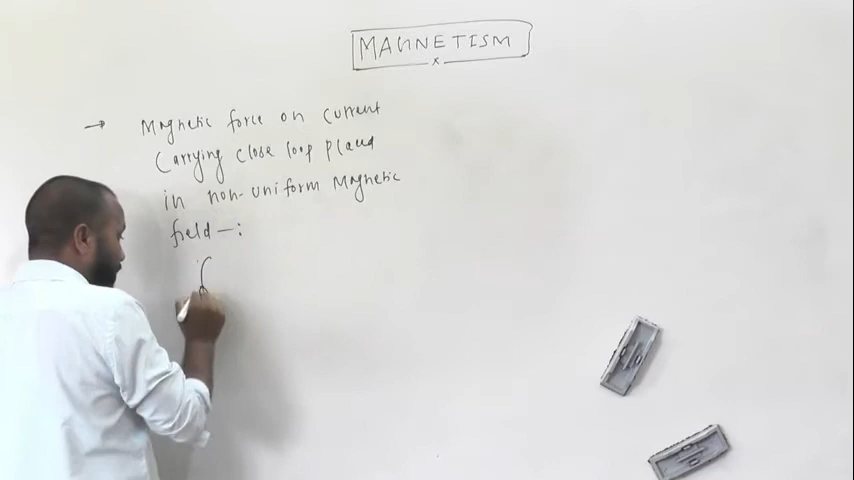 MAGNETISM
x
→ Magnetic force on current
Carrying close loop placed
in non-uniform Magnetic
field -: